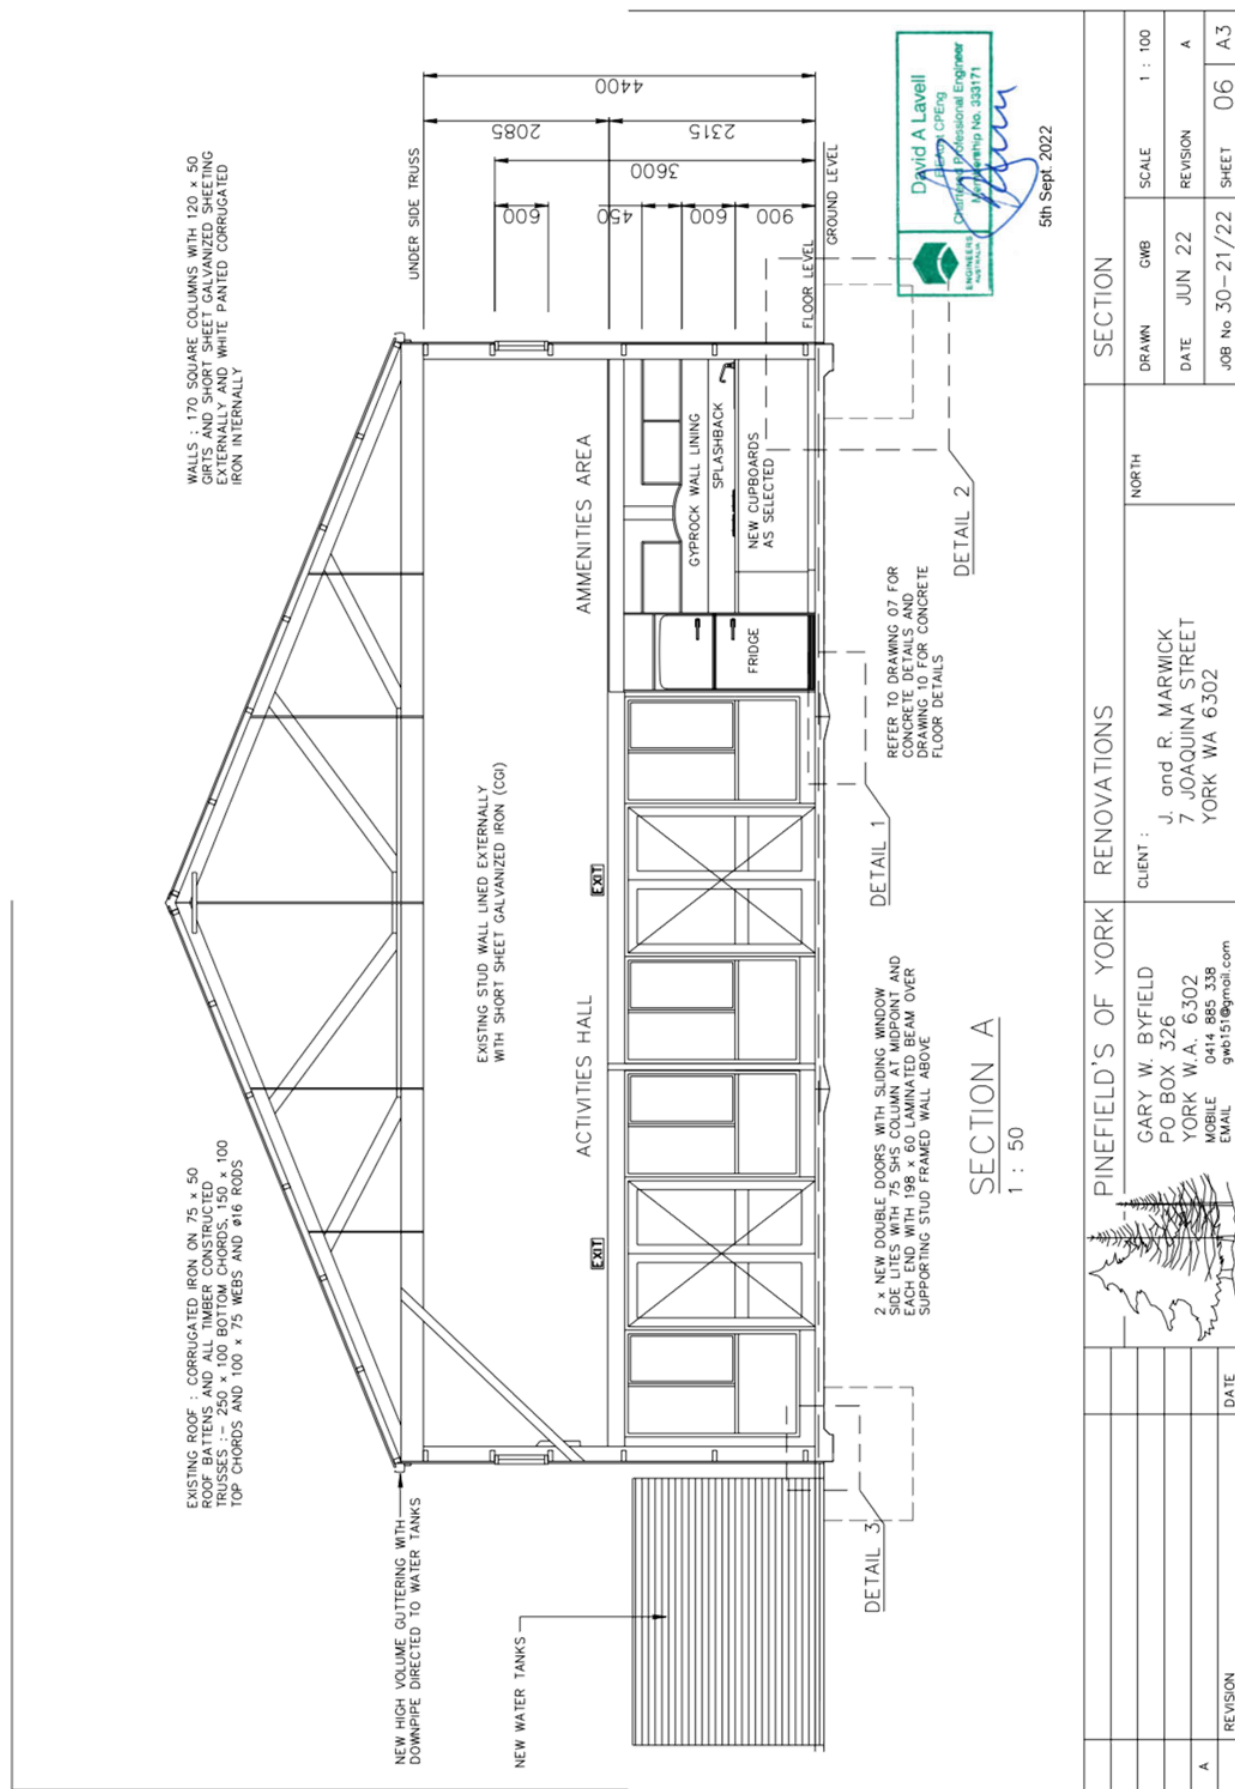 EXISTING ROOF : CORRUGATED IRON ON 75 x 50
ROOF BATTENS AND ALL TIMBER CONSTRUCTED
TRUSSES :- 250 x 100 BOTTOM CHORDS, 150 x 100
TOP CHORDS AND 100 x 75 WEBS AND ø16 RODS
WALLS : 170 SQUARE COLUMNS WITH 120 x 50
GIRTS AND SHORT SHEET GALVANIZED SHEETING
EXTERNALLY AND WHITE PANTED CORRUGATED
IRON INTERNALLY
NEW HIGH VOLUME GUTTERING WITH
DOWNPIPE DIRECTED TO WATER TANKS
UNDER SIDE TRUSS
EXISTING STUD WALL LINED EXTERNALLY
WITH SHORT SHEET GALVANIZED IRON (CGI)
NEW WATER TANKS
ACTIVITIES HALL
AMMENITIES AREA
EXIT
EXIT
GYPROCK WALL LINING
SPLASHBACK
NEW CUPBOARDS
AS SELECTED
FRIDGE
600
450
600
900
3600
2085
2315
4400
FLOOR LEVEL
GROUND LEVEL
DETAIL 3
DETAIL 1
DETAIL 2
2 x NEW DOUBLE DOORS WITH SLIDING WINDOW
SIDE LITES WITH 75 SHS COLUMN AT MIDPOINT AND
EACH END WITH 198 x 60 LAMINATED BEAM OVER
SUPPORTING STUD FRAMED WALL ABOVE
REFER TO DRAWING 07 FOR
CONCRETE DETAILS AND
DRAWING 10 FOR CONCRETE
FLOOR DETAILS
ENGINEERS
AUSTRALIA
David A Lavell
CPEng
Chartered Professional Engineer
Membership No. 333171
5th Sept. 2022
SECTION A
1 : 50
A
REVISION
DATE
PINEFIELD'S OF YORK
GARY W. BYFIELD
PO BOX 326
YORK W.A. 6302
MOBILE 0414 885 338
EMAIL gwb151@gmail.com
RENOVATIONS
CLIENT :
J. and R. MARWICK
7 JOAQUINA STREET
YORK WA 6302
NORTH
SECTION
DRAWN GWB
SCALE 1 : 100
DATE JUN 22
REVISION A
JOB No 30-21/22
SHEET 06 A3